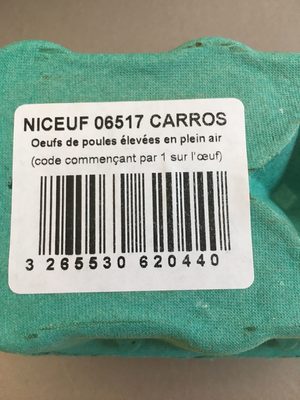 NICEUF 06517 CARROS
Oeufs de poules élevées en plein air
(code commençant par 1 sur l'œuf)
3 265530 620440